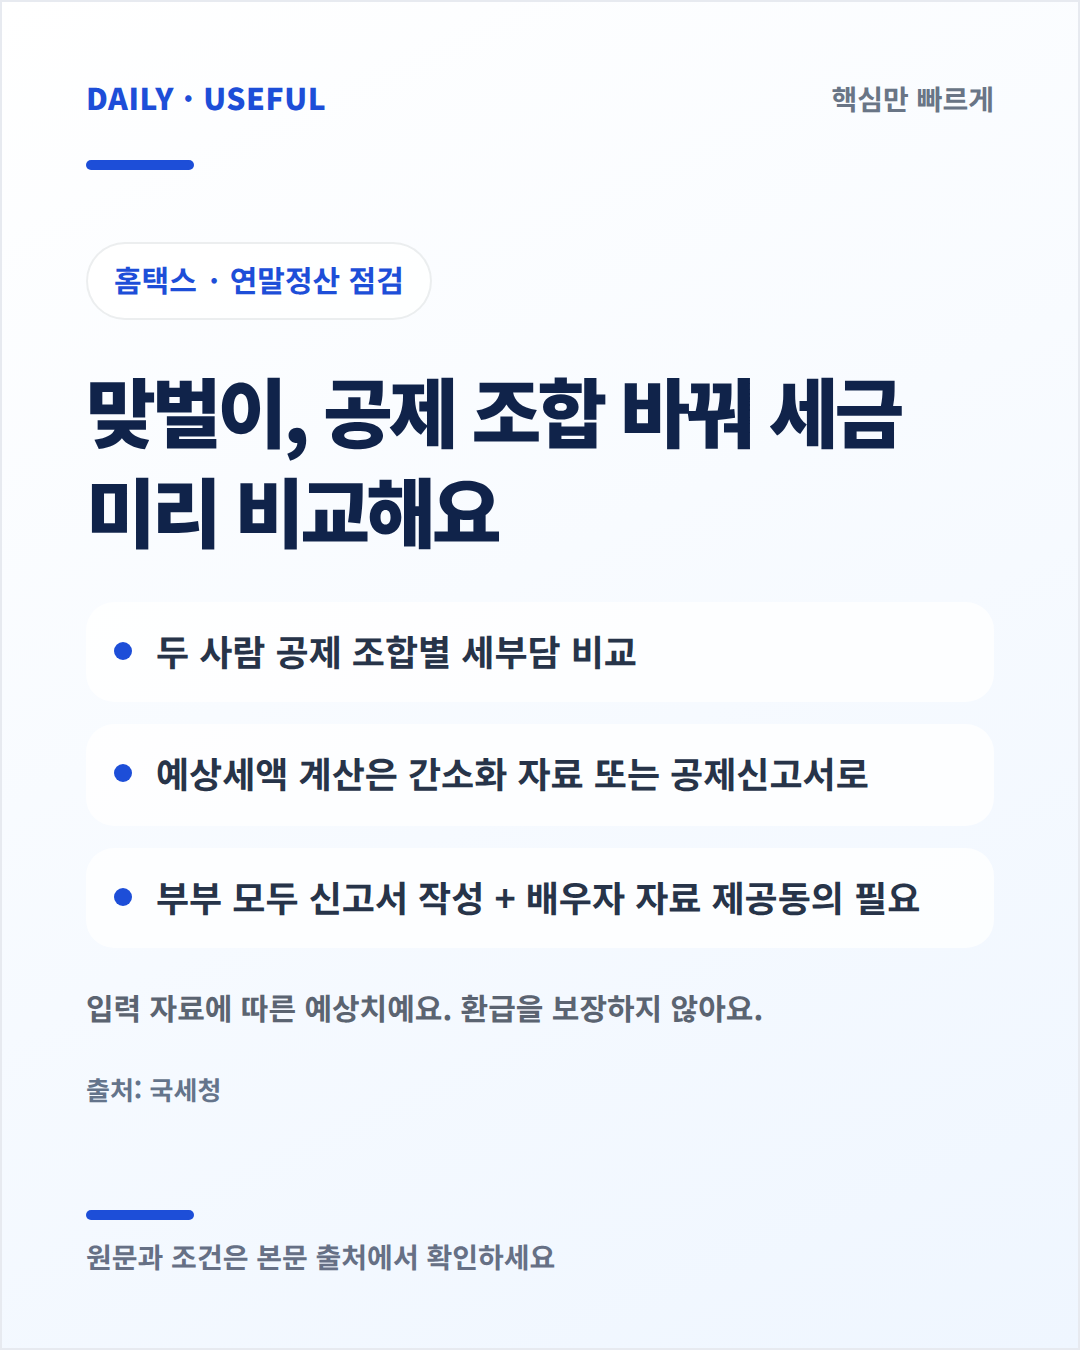 DAILY · USEFUL
핵심만 빠르게
홈택스 · 연말정산 점검
맞벌이, 공제 조합 바꿔 세금
미리 비교해요
두 사람 공제 조합별 세부담 비교
예상세액 계산은 간소화 자료 또는 공제신고서로
부부 모두 신고서 작성 + 배우자 자료 제공동의 필요
입력 자료에 따른 예상치예요. 환급을 보장하지 않아요.
출처: 국세청
원문과 조건은 본문 출처에서 확인하세요